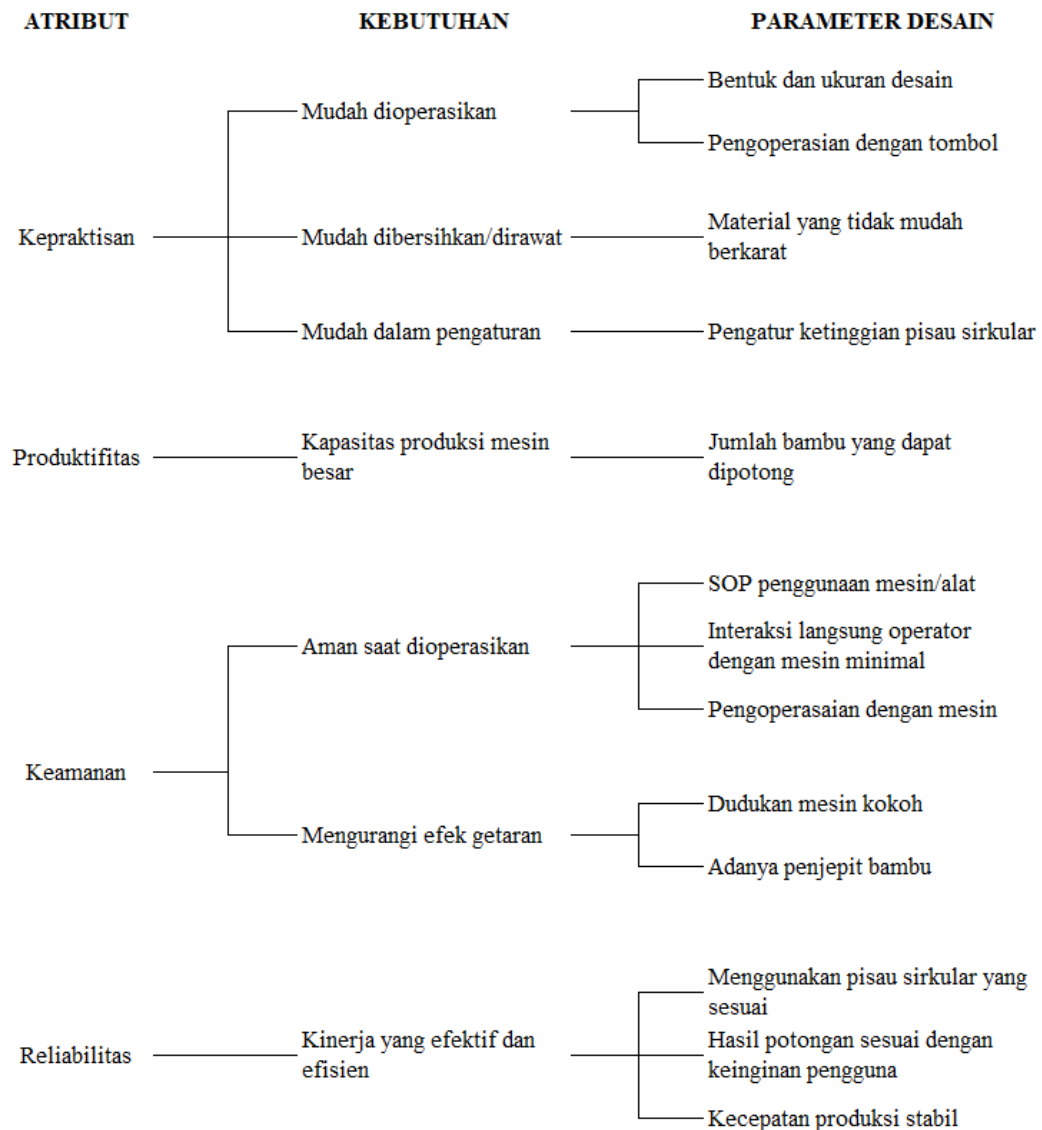 ATRIBUT
KEBUTUHAN
PARAMETER DESAIN
Kepraktisan
Mudah dioperasikan
Bentuk dan ukuran desain
Pengoperasian dengan tombol
Mudah dibersihkan/dirawat
Material yang tidak mudah
berkarat
Mudah dalam pengaturan
Pengatur ketinggian pisau sirkular
Produktifitas
Kapasitas produksi mesin
besar
Jumlah bambu yang dapat
dipotong
Keamanan
Aman saat dioperasikan
SOP penggunaan mesin/alat
Interaksi langsung operator
dengan mesin minimal
Pengoperasaian dengan mesin
Mengurangi efek getaran
Dudukan mesin kokoh
Adanya penjepit bambu
Reliabilitas
Kinerja yang efektif dan
efisien
Menggunakan pisau sirkular yang
sesuai
Hasil potongan sesuai dengan
keinginan pengguna
Kecepatan produksi stabil